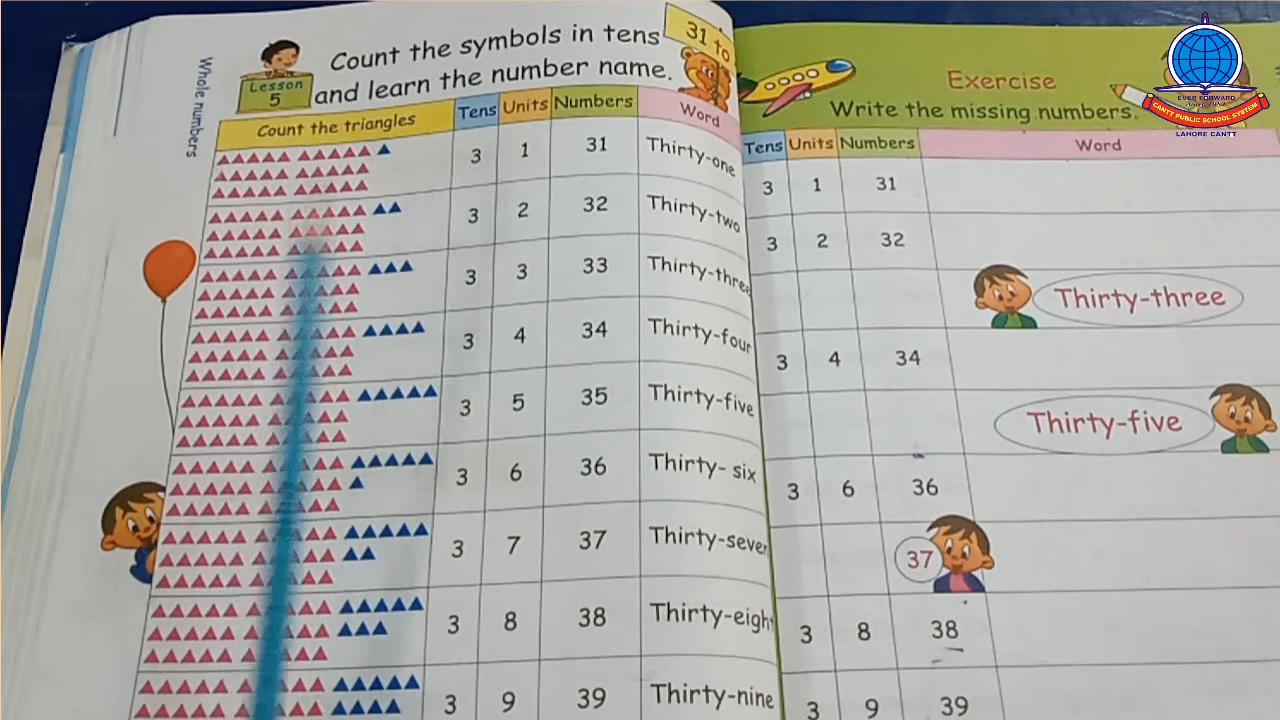 Whole numbers
Lesson
5
Count the symbols in tens
and learn the number name.
31 to
Count the triangles Tens Units Numbers Word
3 1 31 Thirty-one
3 2 32 Thirty-two
3 3 33 Thirty-three
3 4 34 Thirty-four
3 5 35 Thirty-five
3 6 36 Thirty- six
3 7 37 Thirty-seven
3 8 38 Thirty-eight
3 9 39 Thirty-nine
Exercise
Write the missing numbers.
Tens Units Numbers Word
3 1 31
3 2 32
Thirty-three
3 4 34
Thirty-five
3 6 36
37
3 8 38
3 9 39
EVER FORWARD
CANTT PUBLIC SCHOOL SYSTEM
LAHORE CANTT